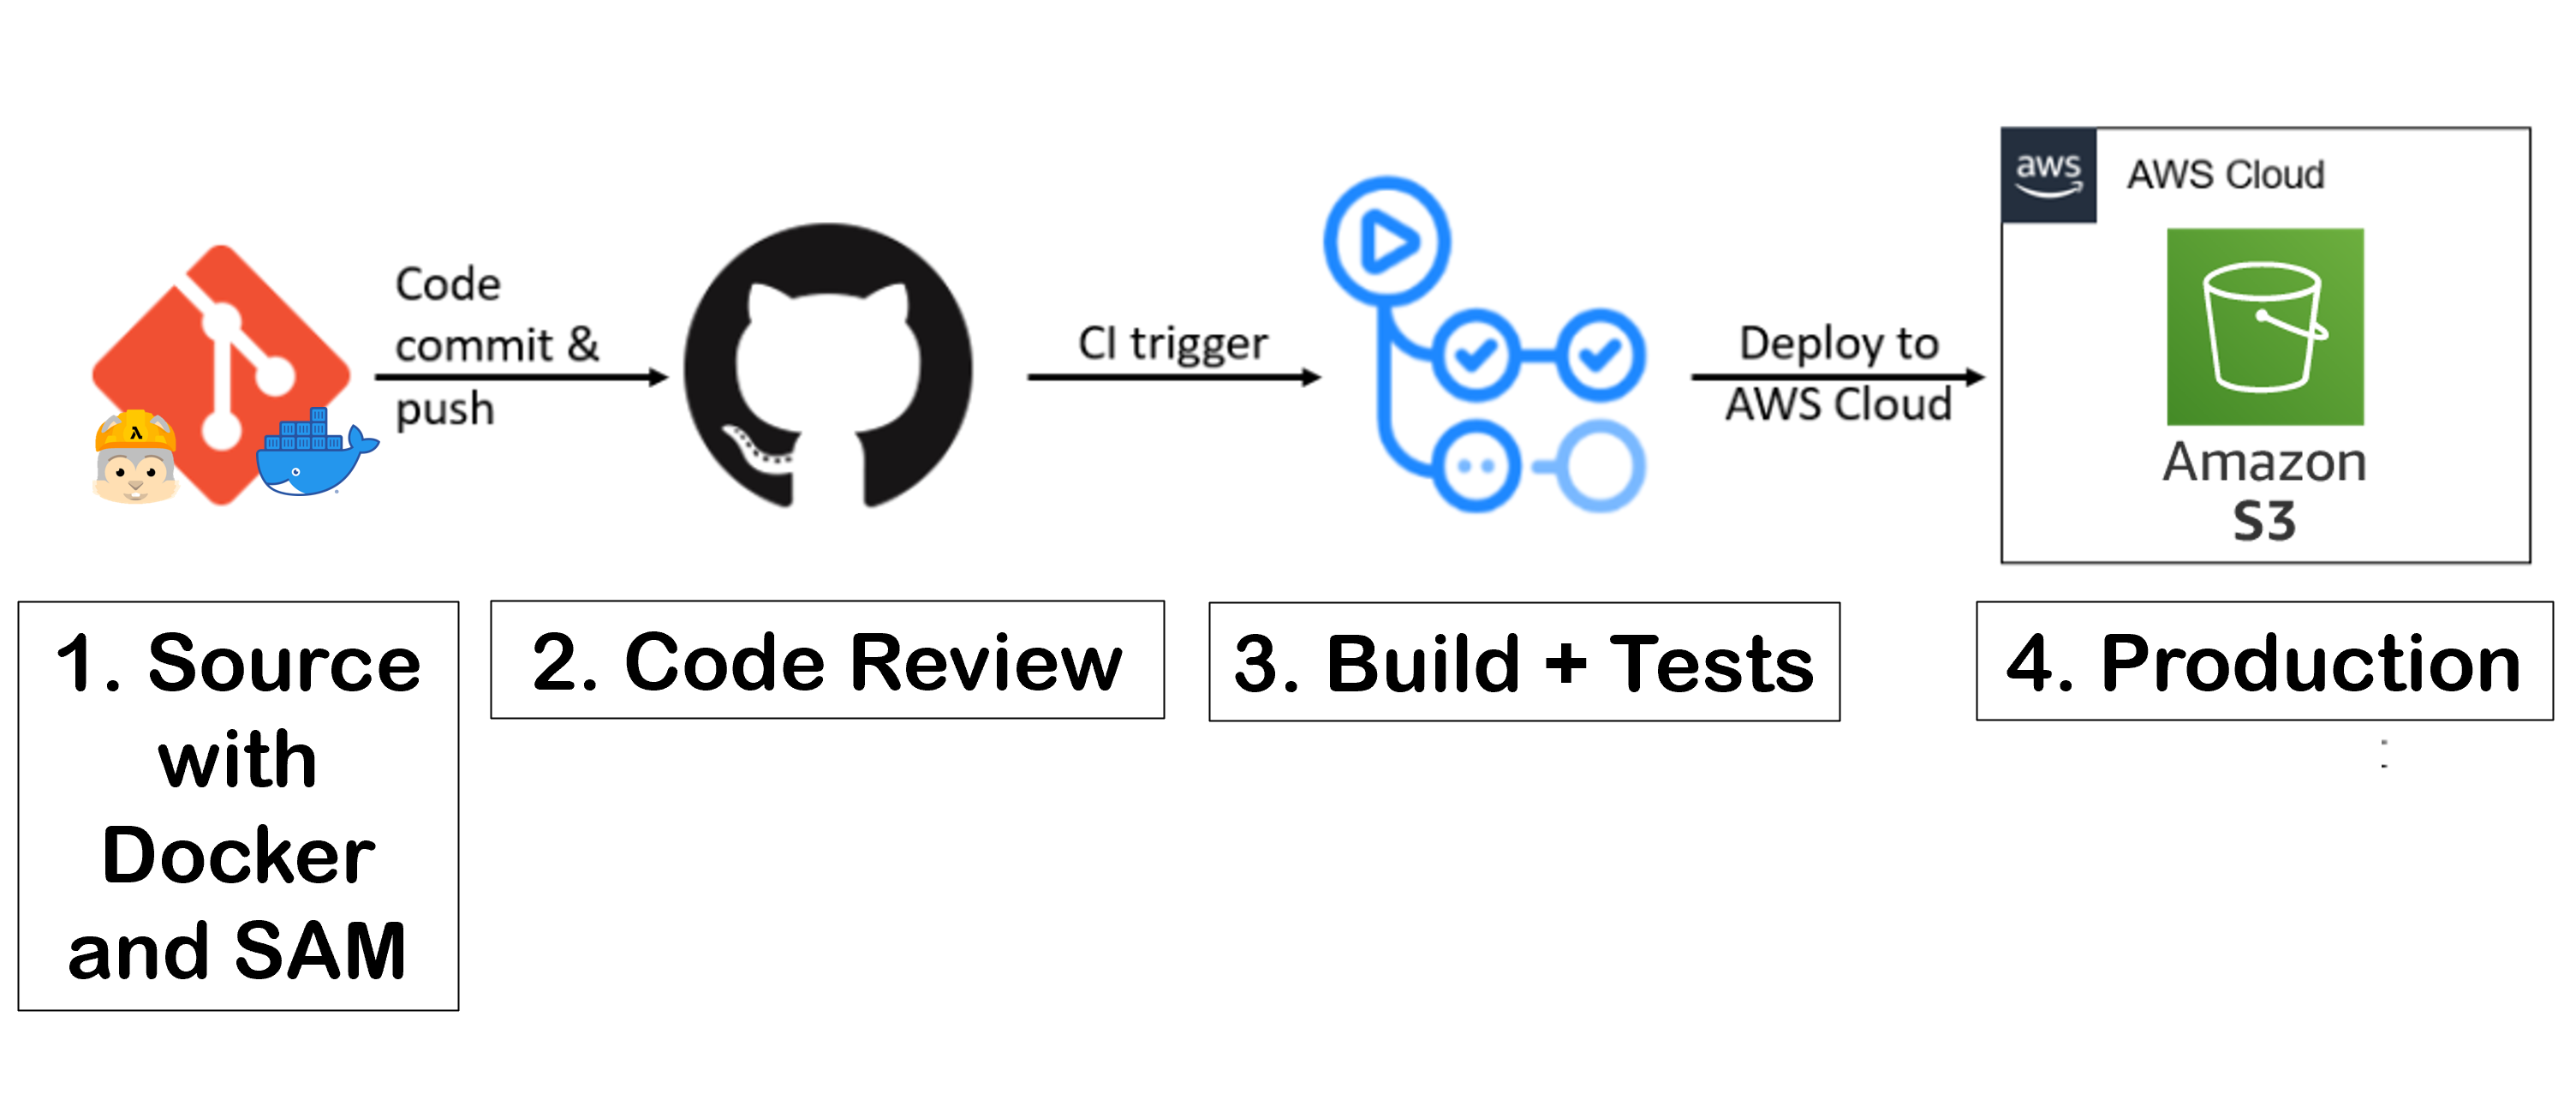 Code
commit &
push
CI trigger
Deploy to
AWS Cloud
aws
AWS Cloud
Amazon
S3
λ
1. Source
with
Docker
and SAM
2. Code Review
3. Build + Tests
4. Production